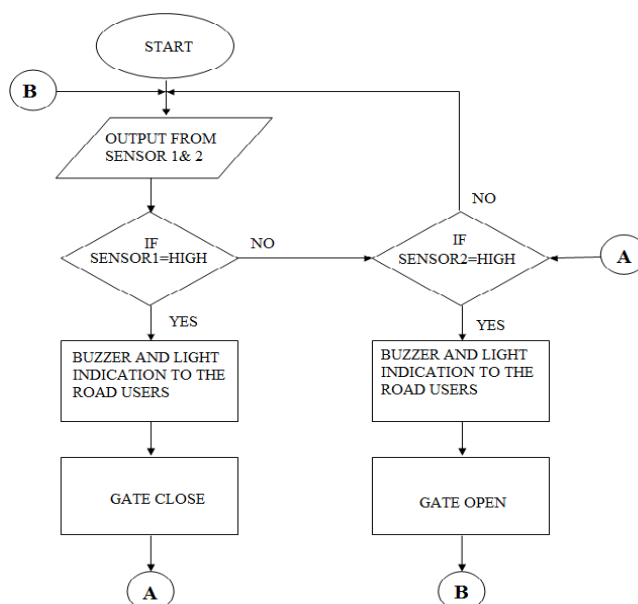 START
B
OUTPUT FROM
SENSOR 1& 2
NO
IF
SENSOR1=HIGH
NO
IF
SENSOR2=HIGH
A
YES
YES
BUZZER AND LIGHT
INDICATION TO THE
ROAD USERS
BUZZER AND LIGHT
INDICATION TO THE
ROAD USERS
GATE CLOSE
GATE OPEN
A
B